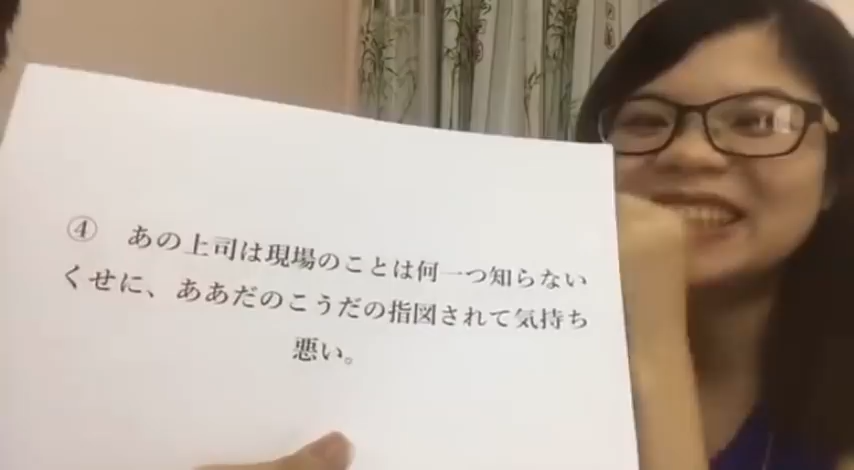 ④ あの上司は現場のことは何一つ知らない
くせに、ああだのこうだの指図されて気持ち
悪い。